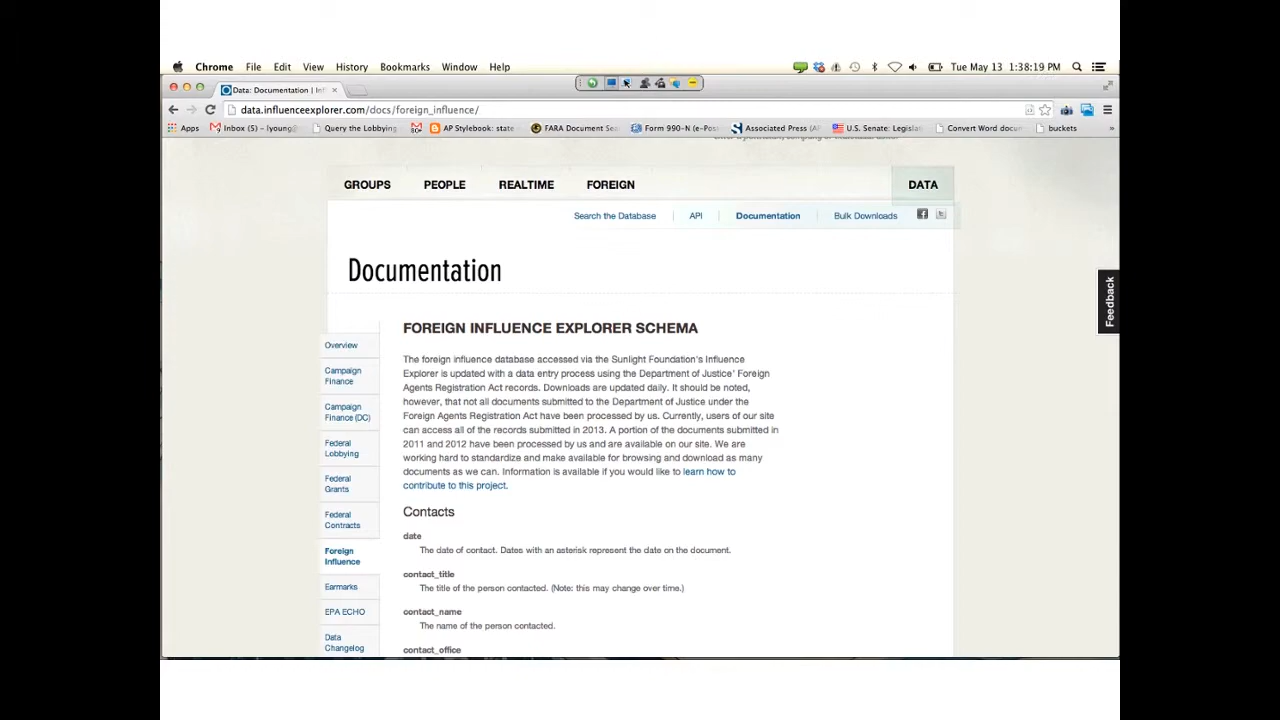 Chrome File Edit View History Bookmarks Window Help Tue May 13 1:38:19 PM
Data: Documentation | Inf
data.influenceexplorer.com/docs/foreign_influence/
Apps Inbox (lyoung@ Query the Lobbying AP Stylebook: state FARA Document Sea Form 990-N (e-Pos Associated Press (AP U.S. Senate: Legislat Convert Word docun buckets »
GROUPS PEOPLE REALTIME FOREIGN DATA
Search the Database API Documentation Bulk Downloads
Documentation
Feedback
FOREIGN INFLUENCE EXPLORER SCHEMA
Overview
Campaign
Finance
Campaign
Finance (DC)
Federal
Lobbying
Federal
Grants
Federal
Contracts
Foreign
Influence
Earmarks
EPA ECHO
Data
Changelog
The foreign influence database accessed via the Sunlight Foundation's Influence
Explorer is updated with a data entry process using the Department of Justice' Foreign
Agents Registration Act records. Downloads are updated daily. It should be noted,
however, that not all documents submitted to the Department of Justice under the
Foreign Agents Registration Act have been processed by us. Currently, users of our site
can access all of the records submitted in 2013. A portion of the documents submitted in
2011 and 2012 have been processed by us and are available on our site. We are
working hard to standardize and make available for browsing and download as many
documents as we can. Information is available if you would like to learn how to
contribute to this project.
Contacts
date
The date of contact. Dates with an asterisk represent the date on the document.
contact_title
The title of the person contacted. (Note: this may change over time.)
contact_name
The name of the person contacted.
contact_office